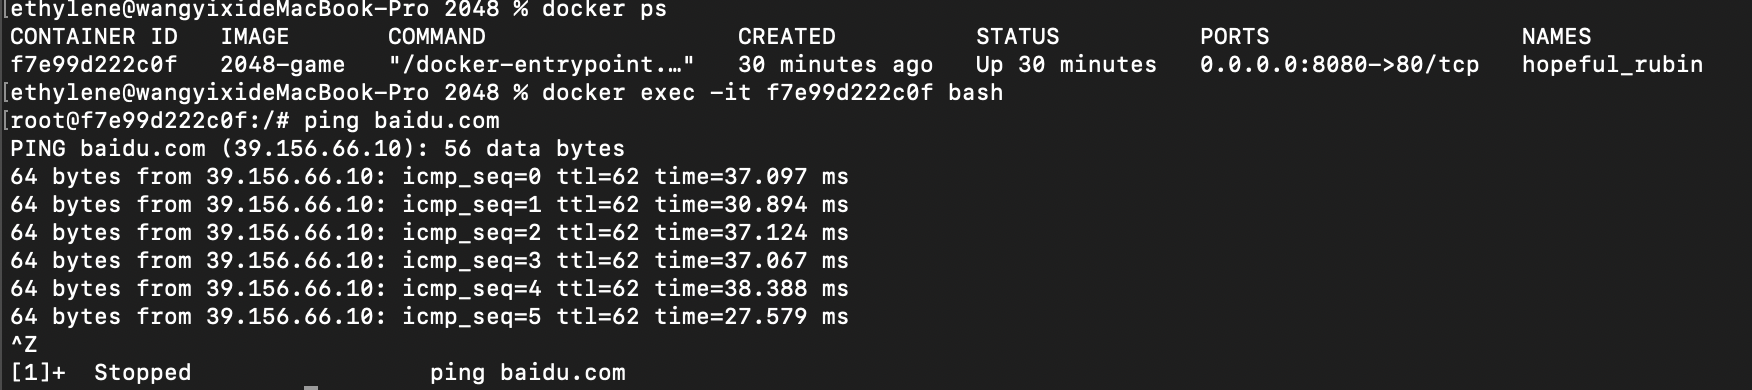 [ethylene@wangyixideMacBook-Pro 2048 % docker ps
CONTAINER ID   IMAGE       COMMAND                  CREATED          STATUS          PORTS                  NAMES
f7e99d222c0f   2048-game   "/docker-entrypoint.…"   30 minutes ago   Up 30 minutes   0.0.0.0:8080->80/tcp   hopeful_rubin
[ethylene@wangyixideMacBook-Pro 2048 % docker exec -it f7e99d222c0f bash
[root@f7e99d222c0f:/# ping baidu.com
PING baidu.com (39.156.66.10): 56 data bytes
64 bytes from 39.156.66.10: icmp_seq=0 ttl=62 time=37.097 ms
64 bytes from 39.156.66.10: icmp_seq=1 ttl=62 time=30.894 ms
64 bytes from 39.156.66.10: icmp_seq=2 ttl=62 time=37.124 ms
64 bytes from 39.156.66.10: icmp_seq=3 ttl=62 time=37.067 ms
64 bytes from 39.156.66.10: icmp_seq=4 ttl=62 time=38.388 ms
64 bytes from 39.156.66.10: icmp_seq=5 ttl=62 time=27.579 ms
^Z
[1]+  Stopped                 ping baidu.com